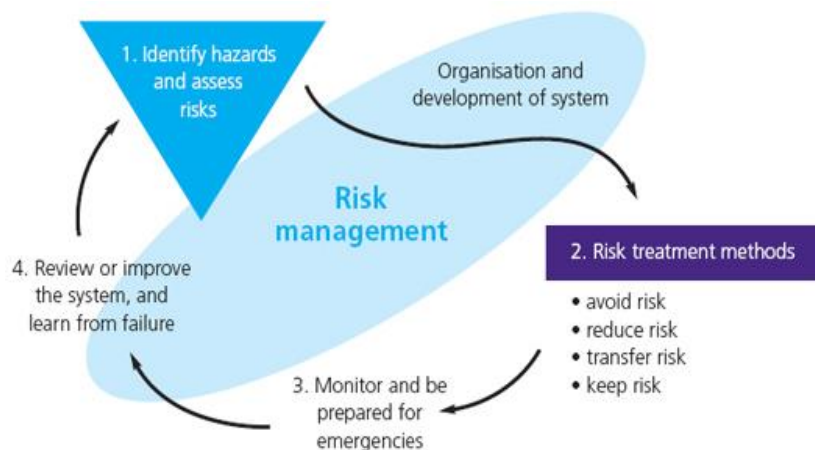 1. Identify hazards
and assess
risks
Organisation and
development of system
Risk
management
2. Risk treatment methods
• avoid risk
• reduce risk
• transfer risk
• keep risk
3. Monitor and be
prepared for
emergencies
4. Review or improve
the system, and
learn from failure